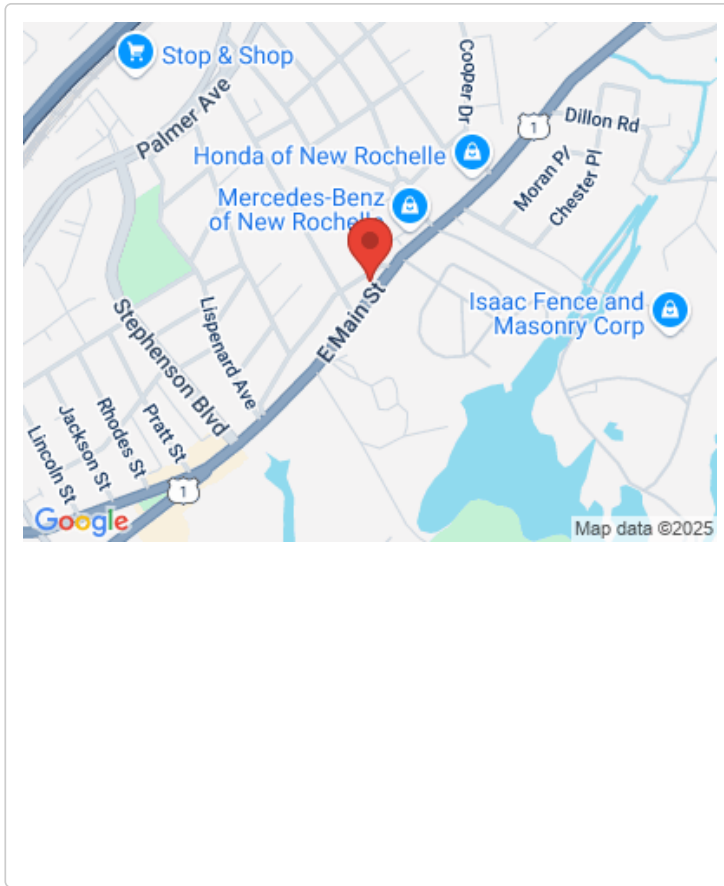 Stop & Shop
Palmer Ave
Cooper Dr
1
Dillon Rd
Honda of New Rochelle
Moran Pl
Chester Pl
Mercedes-Benz
of New Rochelle
E Main St
Isaac Fence and
Masonry Corp
Lispenard Ave
Stephenson Blvd
Pratt St
Rhodes St
Jackson St
Lincoln St
1
Google
Map data ©2025